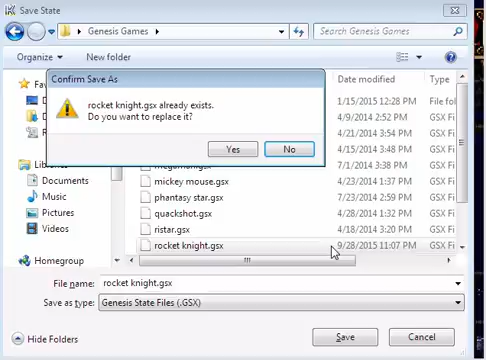 Save State
Genesis Games
Search Genesis Games
Organize
New folder
Confirm Save As
rocket knight.gsx already exists.
Do you want to replace it?
Yes
No
Date modified
Type
1/15/2015 12:28 PM
File folde
4/9/2014 2:52 PM
GSX Fi
4/21/2014 3:54 PM
GSX Fi
4/15/2014 3:48 PM
GSX Fi
7/1/2014 3:38 PM
GSX Fi
mickey mouse.gsx
4/23/2014 1:37 PM
GSX Fi
phantasy star.gsx
7/23/2014 2:59 PM
GSX Fi
quackshot.gsx
4/28/2014 1:32 PM
GSX Fi
ristar.gsx
4/14/2014 5:20 PM
GSX Fi
rocket knight.gsx
9/28/2015 11:07 PM
GSX Fi
Fav
Libraries
Documents
Music
Pictures
Videos
Homegroup
File name:
rocket knight.gsx
Save as type:
Genesis State Files (.GSX)
Hide Folders
Save
Cancel